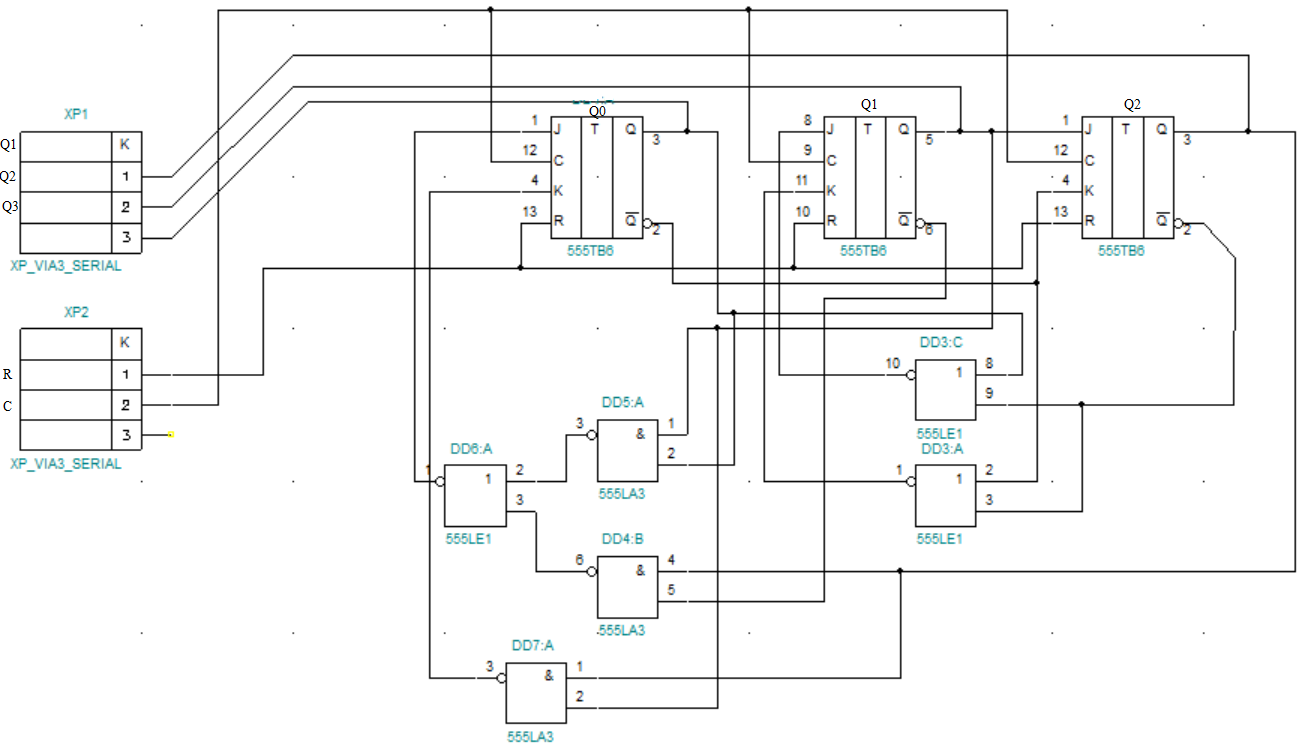 Q0
Q1
Q2
1 J T Q 3
12 C
4 K
13 R Q 2
555TB6
8 J T Q 5
9 C
11 K
10 R Q 6
555TB6
1 J T Q 3
12 C
4 K
13 R Q 2
555TB6
XP1
Q1 K
Q2 1
Q3 2
3
XP_VIA3_SERIAL
XP2
K
R 1
C 2
3
XP_VIA3_SERIAL
DD3:C
10 1 8
9
555LE1
DD5:A
3 & 1
2
555LA3
DD6:A
1 1 2
3
555LE1
DD3:A
1 1 2
3
555LE1
DD4:B
6 & 4
5
555LA3
DD7:A
3 & 1
2
555LA3